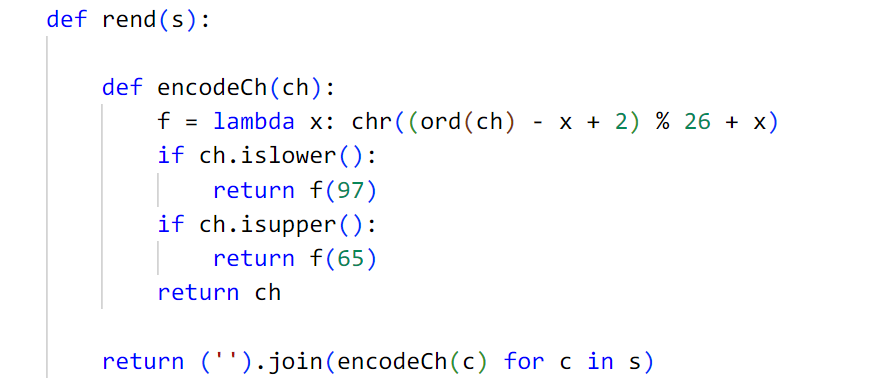 def rend(s):
    def encodeCh(ch):
        f = lambda x: chr((ord(ch) - x + 2) % 26 + x)
        if ch.islower():
            return f(97)
        if ch.isupper():
            return f(65)
        return ch
    return ('').join(encodeCh(c) for c in s)